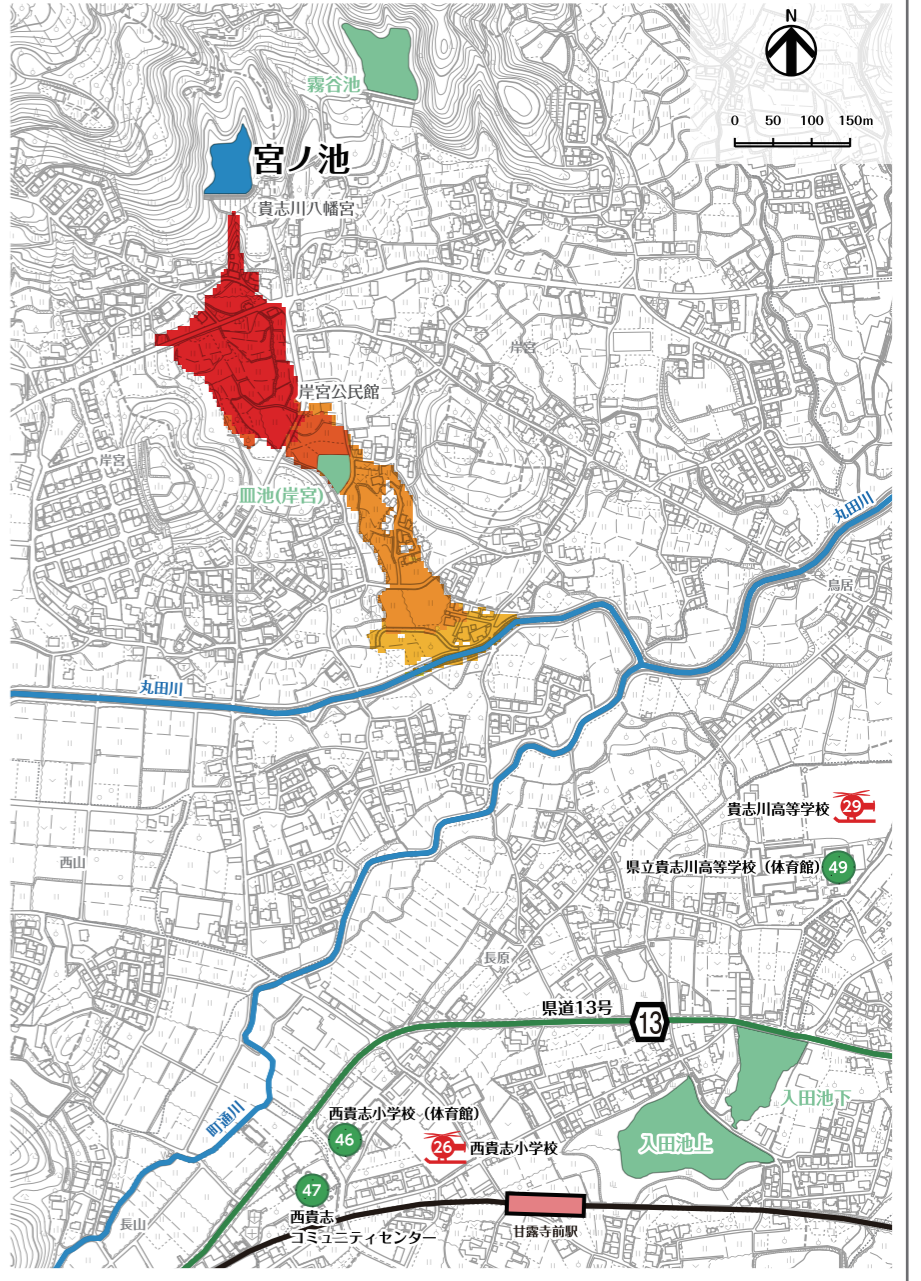 N
0 50 100 150m
霧谷池
宮ノ池
貴志川八幡宮
岸宮
岸宮公民館
岸宮
皿池(岸宮)
丸田川
鳥居
丸田川
貴志川高等学校
29
県立貴志川高等学校（体育館）
49
西山
長原
県道13号
13
町通川
西貴志小学校（体育館）
46
26
西貴志小学校
入田池下
入田池上
47
西貴志
コミュニティセンター
長山
甘露寺前駅